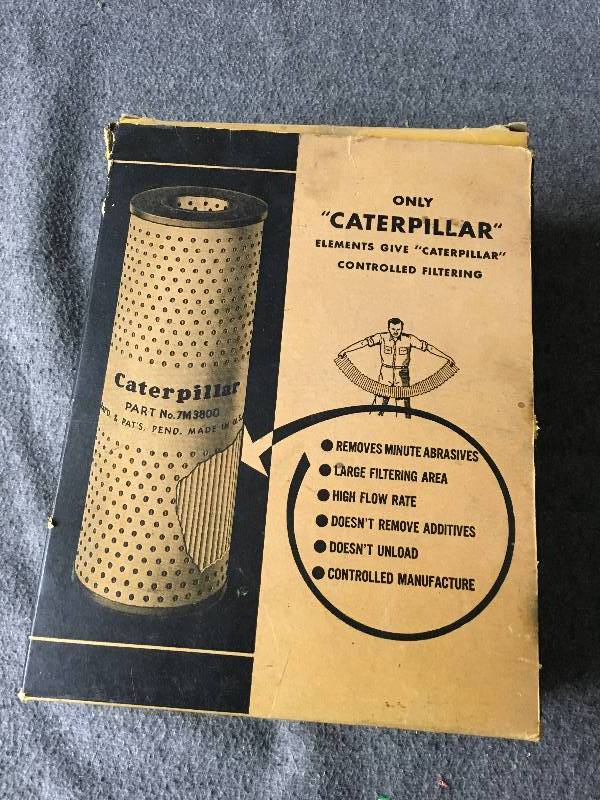 ONLY
"CATERPILLAR"
ELEMENTS GIVE "CATERPILLAR"
CONTROLLED FILTERING
Caterpillar
PART No. 7M3800
& PAT'S. PEND. MADE IN U.S.A.
REMOVES MINUTE ABRASIVES
LARGE FILTERING AREA
HIGH FLOW RATE
DOESN'T REMOVE ADDITIVES
DOESN'T UNLOAD
CONTROLLED MANUFACTURE